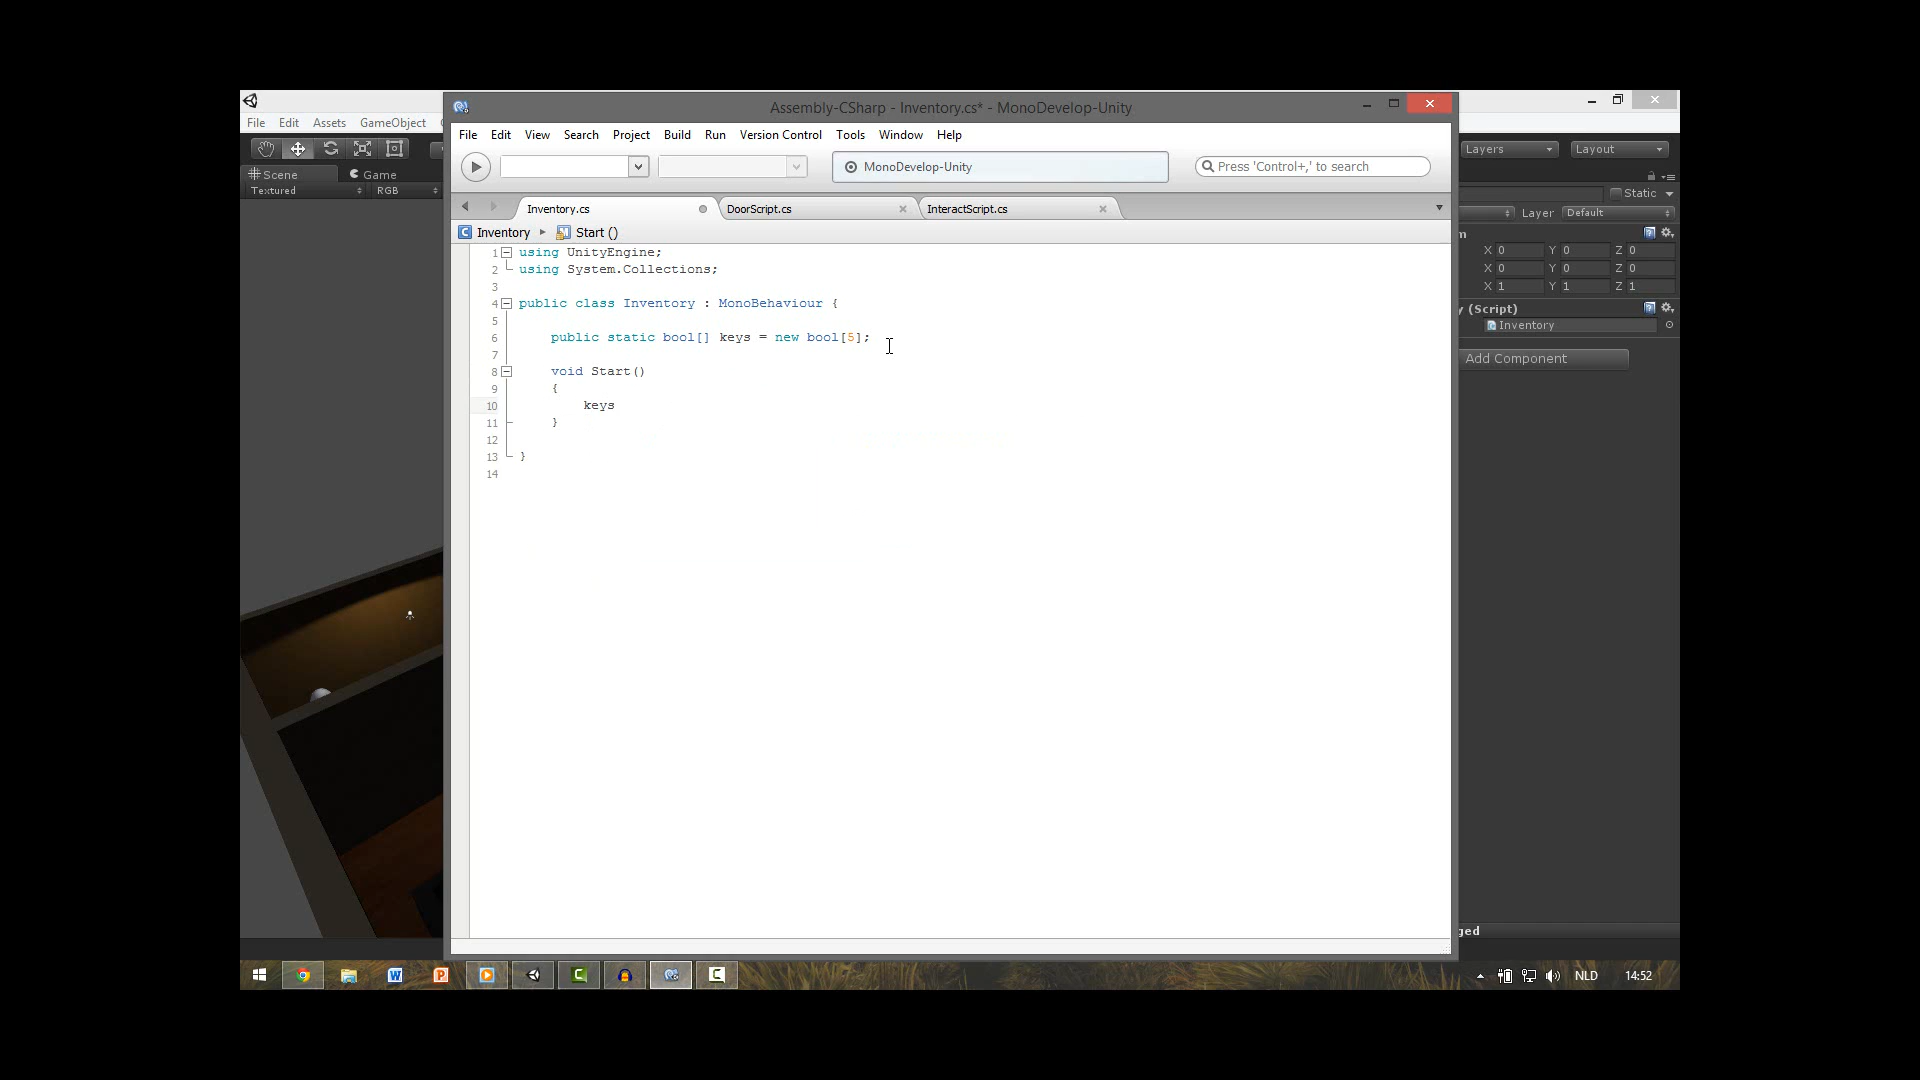 Assembly-CSharp - Inventory.cs* - MonoDevelop-Unity
File Edit Assets GameObject
File Edit View Search Project Build Run Version Control Tools Window Help
Layers Layout
MonoDevelop-Unity
Press 'Control+,' to search
Scene Game
Textured RGB
Static
Inventory.cs DoorScript.cs InteractScript.cs
Layer Default
Inventory Start ()
m
X 0 Y 0 Z 0
X 0 Y 0 Z 0
X 1 Y 1 Z 1
y (Script)
Inventory
Add Component
1 using UnityEngine;
2 using System.Collections;
3
4 public class Inventory : MonoBehaviour {
5
6 public static bool[] keys = new bool[5];
7
8 void Start()
9 {
10 keys
11 }
12
13 }
14
ged
NLD 14:52